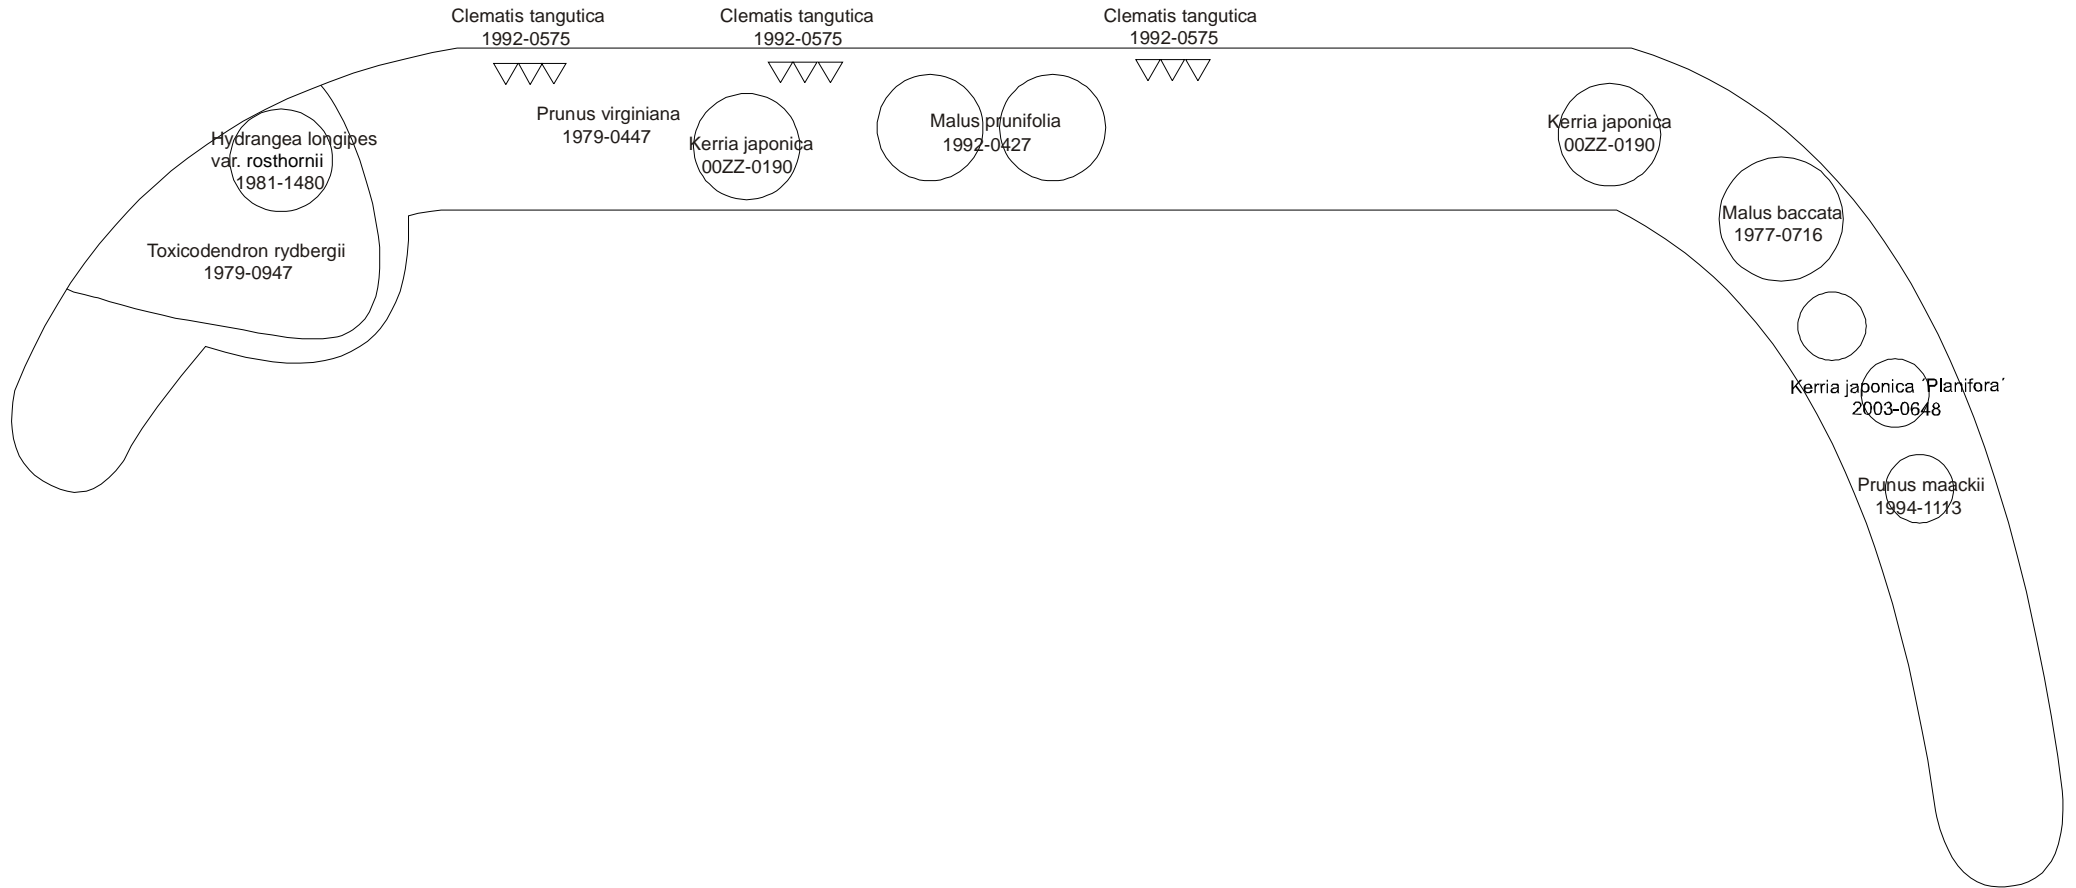 Clematis tangutica
1992-0575
Clematis tangutica
1992-0575
Clematis tangutica
1992-0575
Hydrangea longipes
var. rosthornii
1981-1480
Toxicodendron rydbergii
1979-0947
Prunus virginiana
1979-0447
Kerria japonica
00ZZ-0190
Malus prunifolia
1992-0427
Kerria japonica
00ZZ-0190
Malus baccata
1977-0716
Kerria japonica ´Planifora´
2003-0648
Prunus maackii
1994-1113